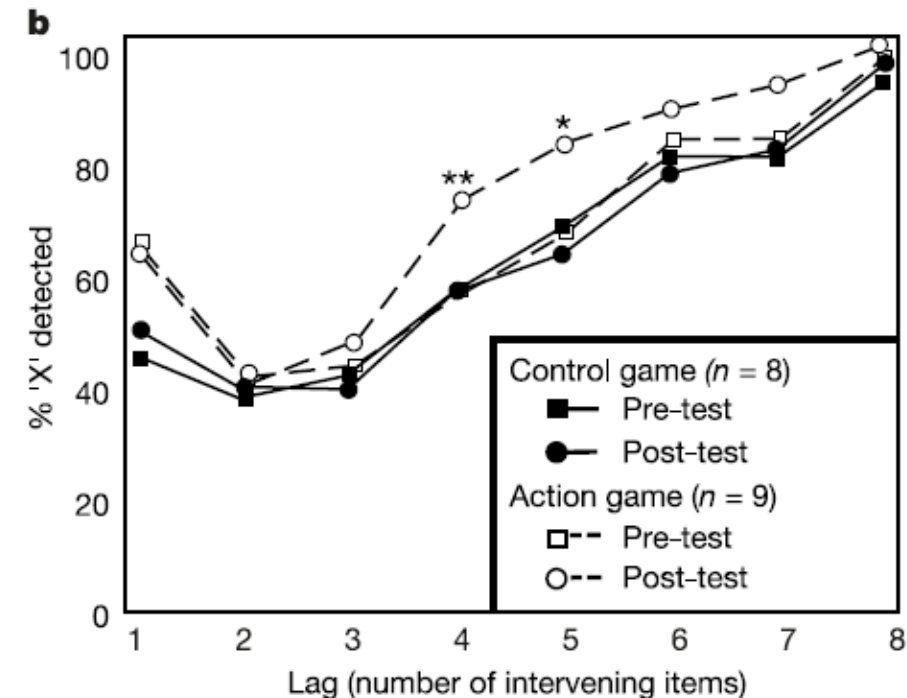 b
100
80
60
40
20
0
% 'X' detected
**
*
Control game (n = 8)
Pre-test
Post-test
Action game (n = 9)
Pre-test
Post-test
1 2 3 4 5 6 7 8
Lag (number of intervening items)